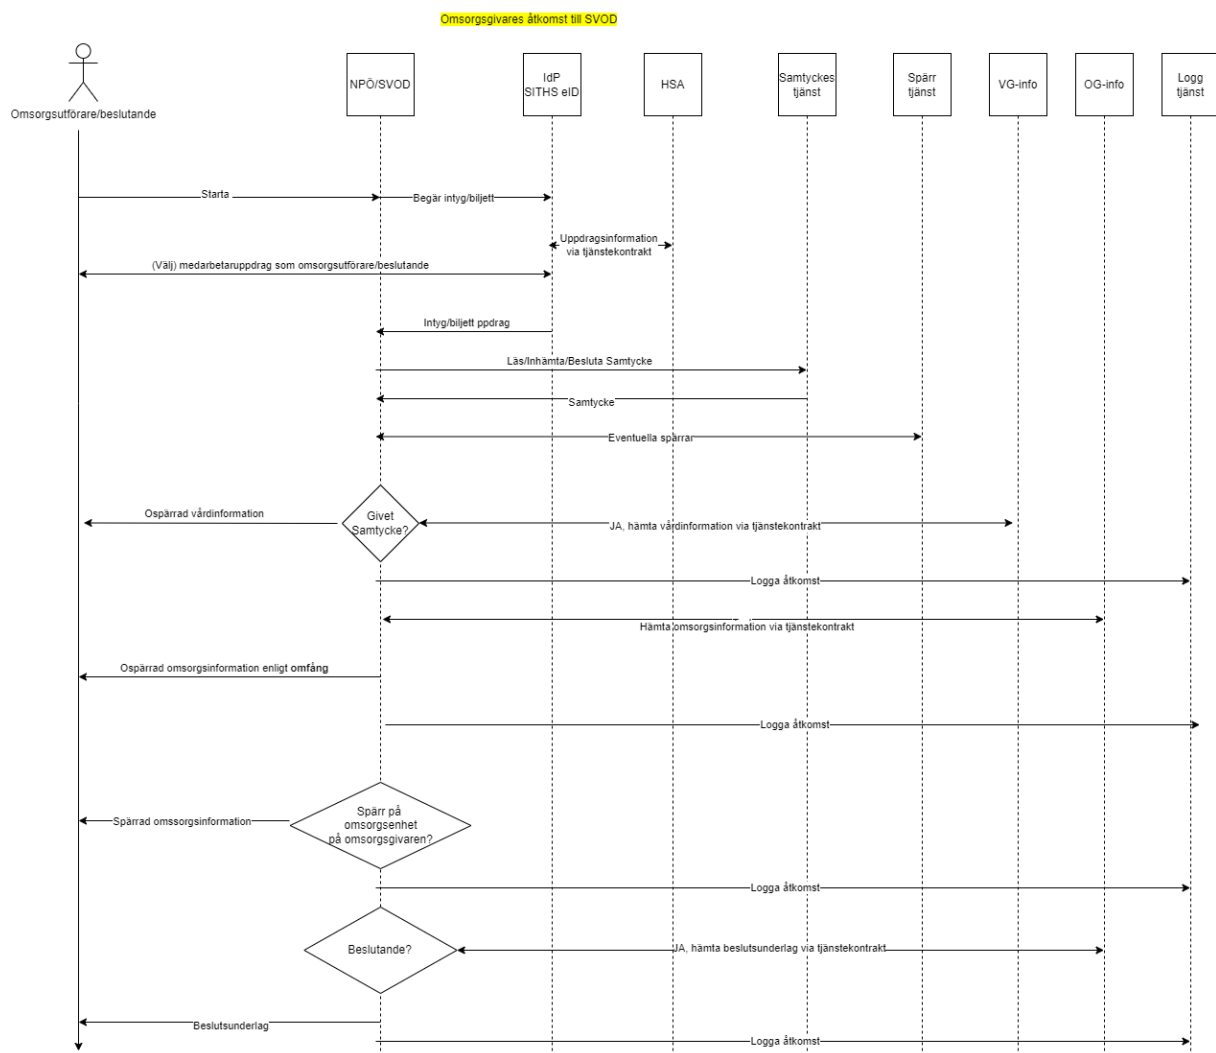 Omsorgsgivares åtkomst till SVOD
Omsorgsutförare/beslutande
NPÖ/SVOD
IdP
SITHS eID
HSA
Samtyckes
tjänst
Spärr
tjänst
VG-info
OG-info
Logg
tjänst
Starta
Begär intyg/biljett
Uppdragsinformation
via tjänstekontrakt
(Välj) medarbetaruppdrag som omsorgsutförare/beslutande
Intyg/biljett ppdrag
Läs/Inhämta/Besluta Samtycke
Samtycke
Eventuella spärrar
Ospärrad vårdinformation
Givet
Samtycke?
JA, hämta vårdinformation via tjänstekontrakt
Logga åtkomst
Hämta omsorgsinformation via tjänstekontrakt
Ospärrad omsorgsinformation enligt omfång
Logga åtkomst
Spärrad omssorgsinformation
Spärr på
omsorgsenhet
på omsorgsgivaren?
Logga åtkomst
Beslutande?
JA, hämta beslutsunderlag via tjänstekontrakt
Beslutsunderlag
Logga åtkomst